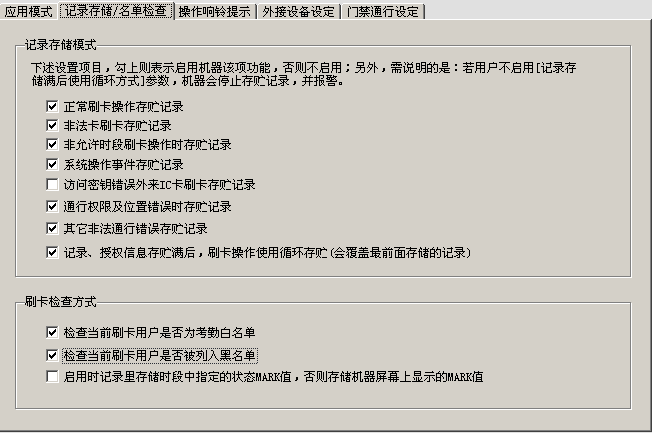 应用模式 记录存储/名单检查 操作响铃提示 外接设备设定 门禁通行设定
记录存储模式
下述设置项目，勾上则表示启用机器该项功能，否则不启用；另外，需说明的是：若用户不启用[记录存
储满后使用循环方式]参数，机器会停止存贮记录，并报警。
正常刷卡操作存贮记录
非法卡刷卡存贮记录
非允许时段刷卡操作时存贮记录
系统操作事件存贮记录
访问密钥错误外来IC卡刷卡存贮记录
通行权限及位置错误时存贮记录
其它非法通行错误存贮记录
记录、授权信息存贮满后，刷卡操作使用循环存贮(会覆盖最前面存储的记录)
刷卡检查方式
检查当前刷卡用户是否为考勤白名单
检查当前刷卡用户是否被列入黑名单
启用时记录里存储时段中指定的状态MARK值，否则存储机器屏幕上显示的MARK值